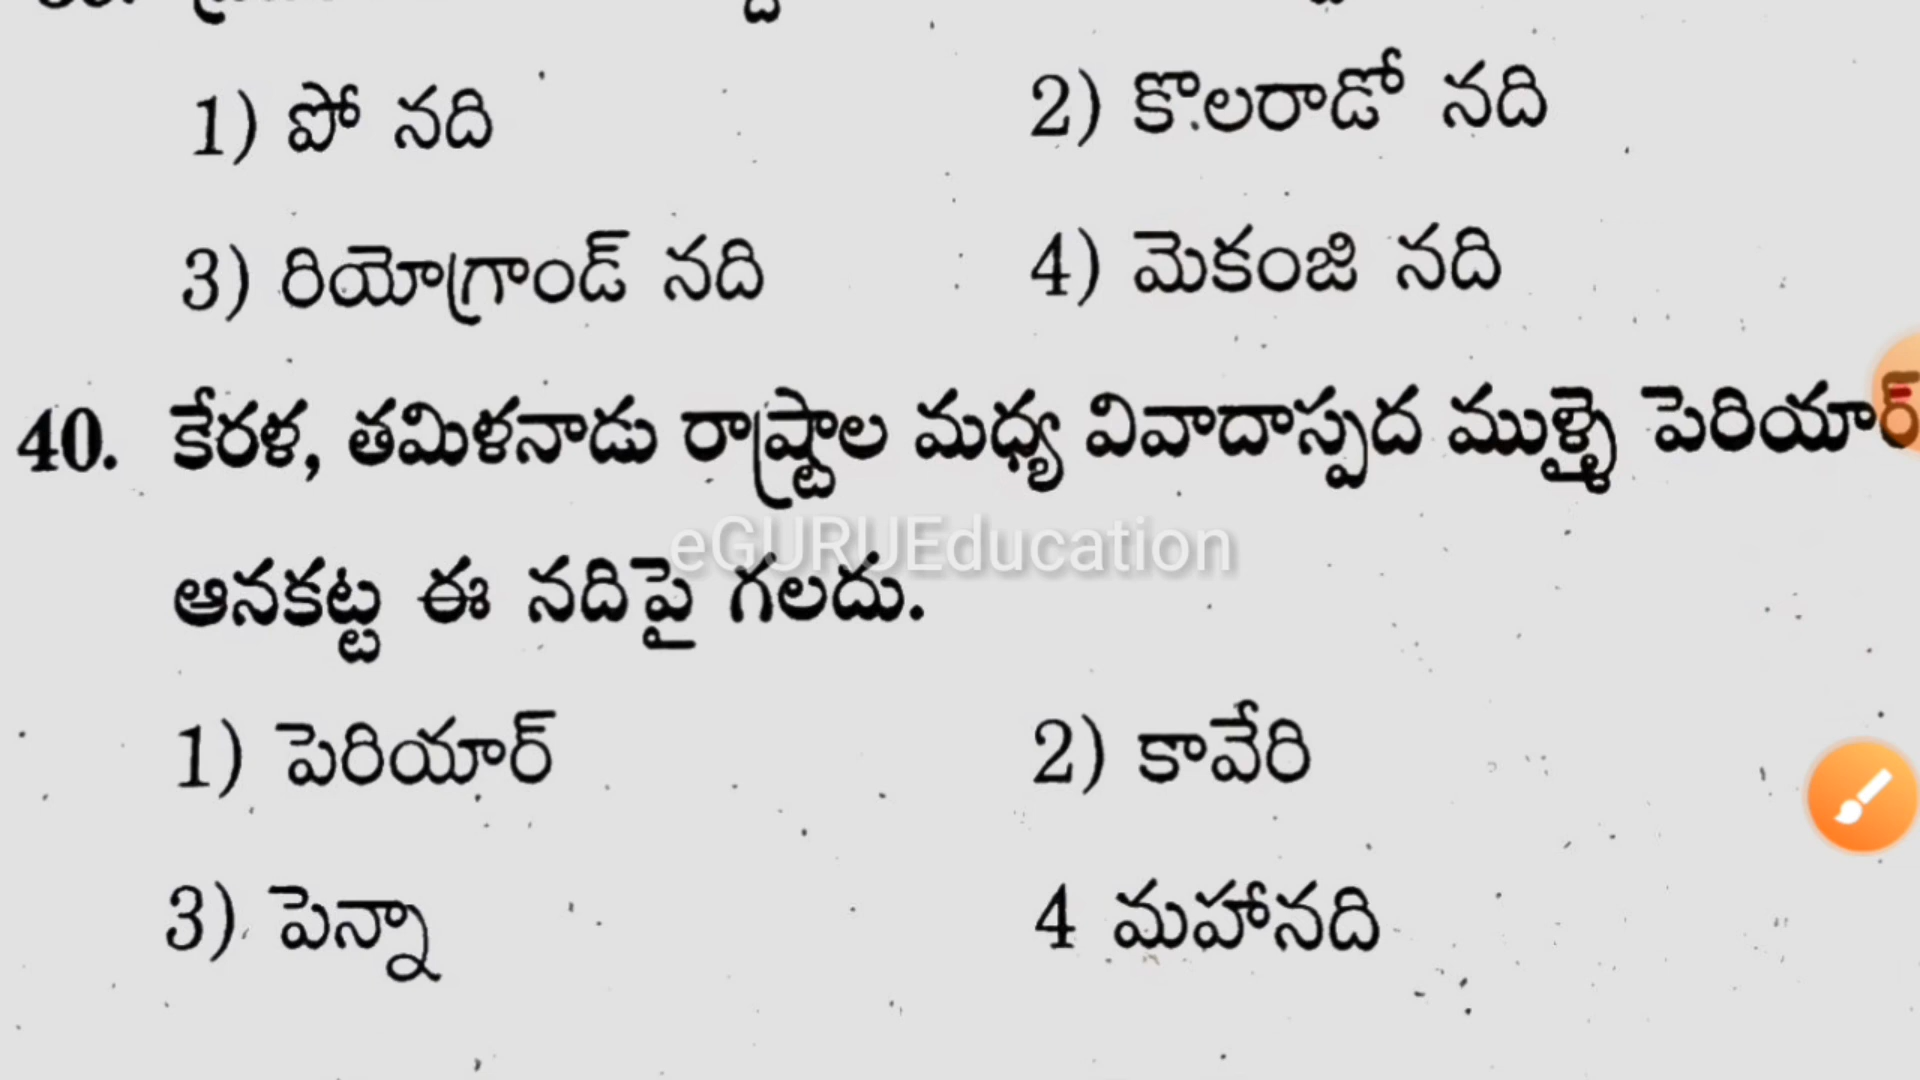 1) పో నది
2) కొలరాడో నది
3) రియోగ్రాండ్ నది
4) మెకంజి నది
40. కేరళ, తమిళనాడు రాష్ట్రాల మధ్య వివాదాస్పద ముళ్ళై పెరియార్
eGURUEducation
ఆనకట్ట ఈ నదిపై గలదు.
1) పెరియార్
2) కావేరి
3) పెన్నా
4 మహానది